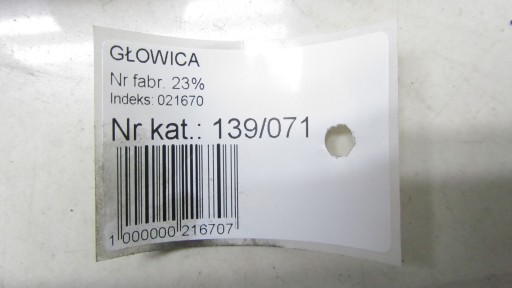 GŁOWICA
Nr fabr. 23%
Indeks: 021670
Nr kat.: 139/071
1 000000 216707